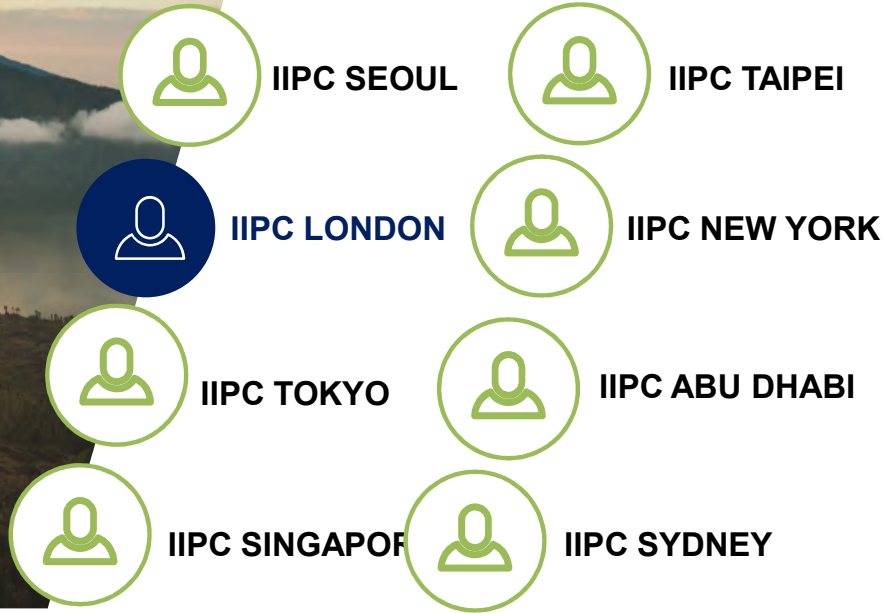 IIPC SEOUL
IIPC TAIPEI
IIPC LONDON
IIPC NEW YORK
IIPC TOKYO
IIPC ABU DHABI
IIPC SINGAPOR
IIPC SYDNEY